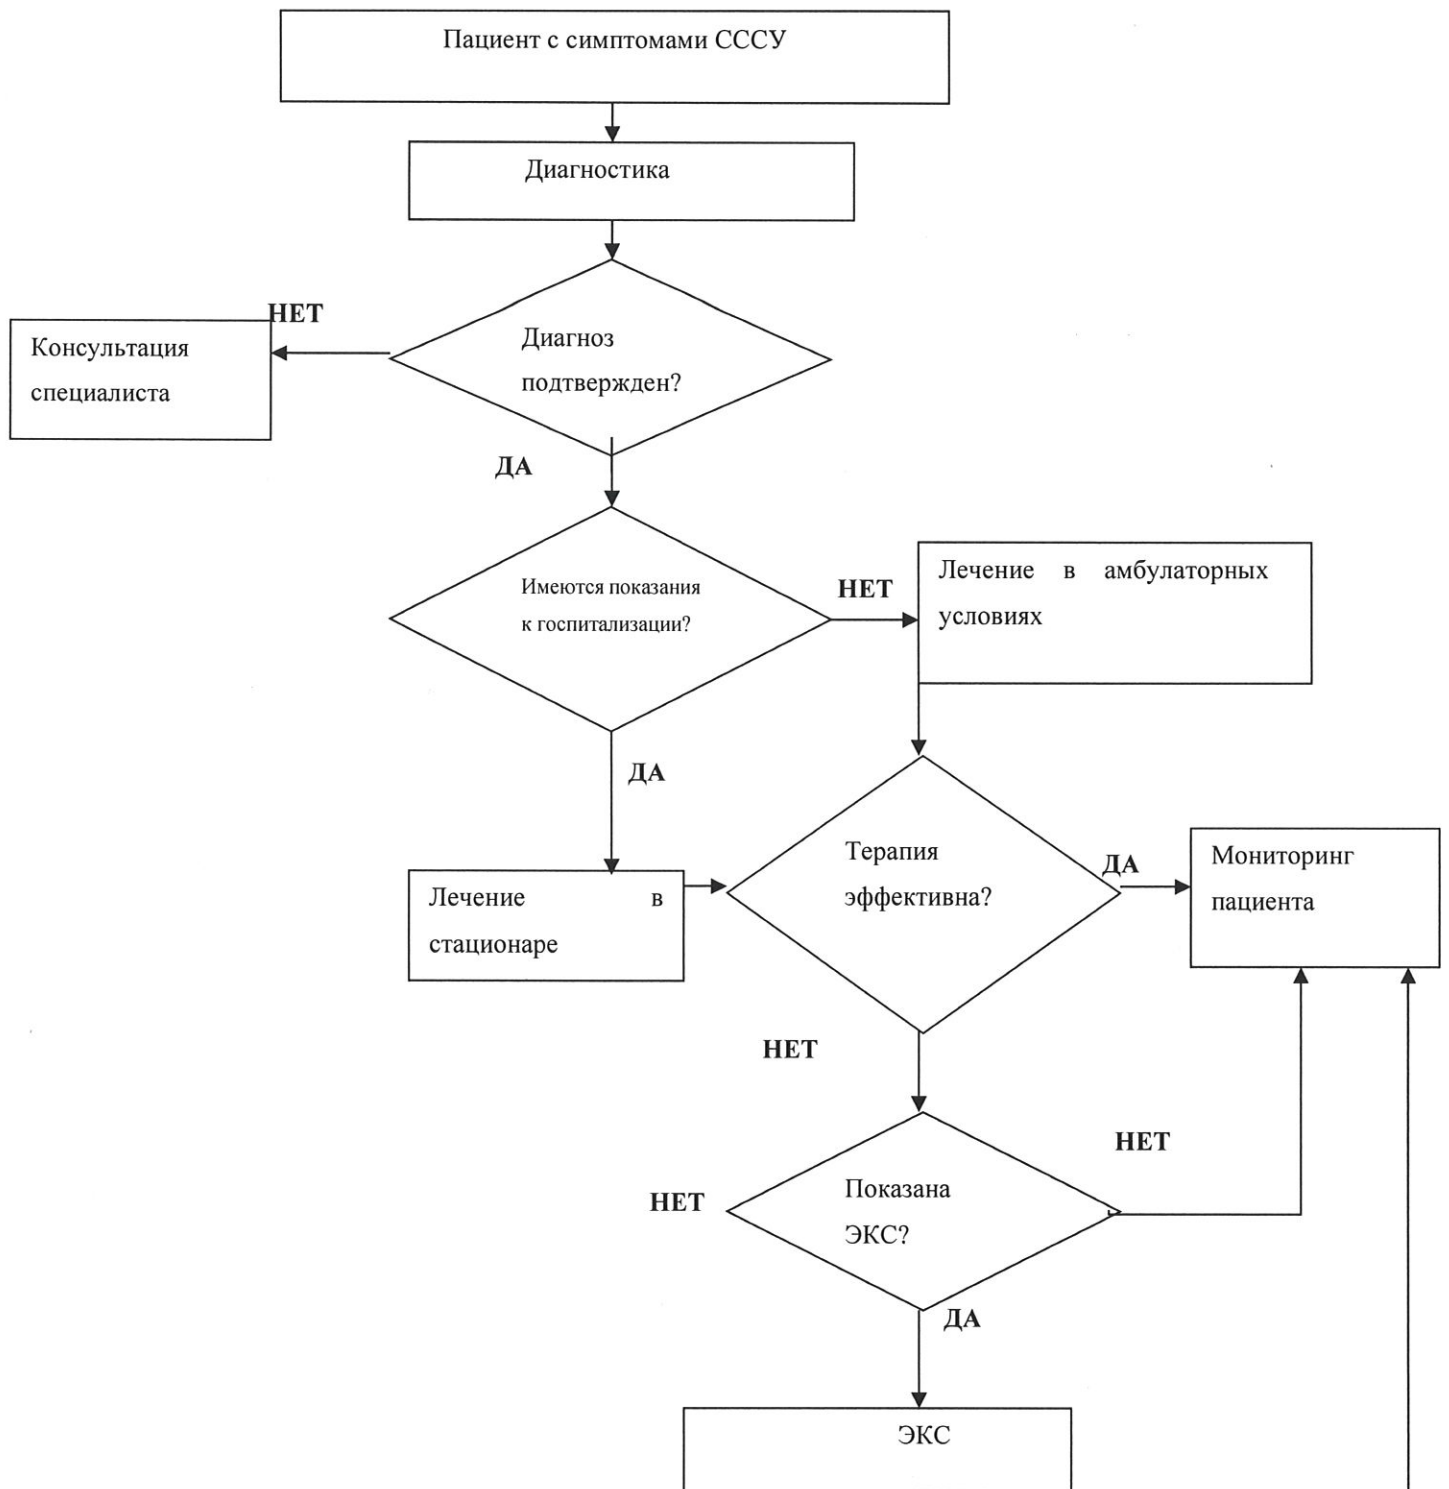 Пациент с симптомами СССУ
Диагностика
НЕТ
Консультация
специалиста
Диагноз
подтвержден?
ДА
Имеются показания
к госпитализации?
НЕТ
Лечение в амбулаторных
условиях
ДА
Лечение в
стационаре
Терапия
эффективна?
ДА
Мониторинг
пациента
НЕТ
НЕТ
НЕТ
Показана
ЭКС?
ДА
ЭКС